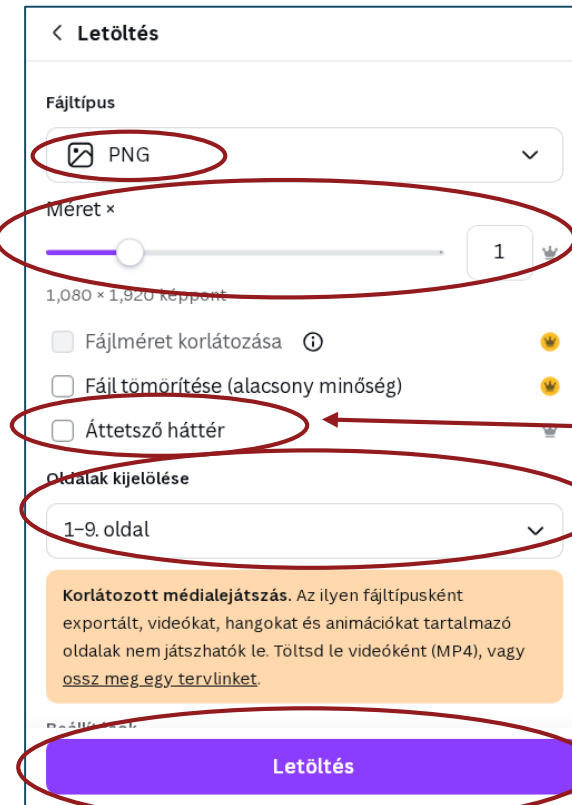 Letöltés
Fájltípus
PNG
Méret ×
1
1,080 × 1,920 képpont
Fájlméret korlátozása
Fájl tömörítése (alacsony minőség)
Áttetsző háttér
Oldalak kijelölése
1–9. oldal
Korlátozott médialejátszás. Az ilyen fájltípusként
exportált, videókat, hangokat és animációkat tartalmazó
oldalak nem játszhatók le. Töltsd le videóként (MP4), vagy
ossz meg egy tervlinket.
Beállítások
Letöltés